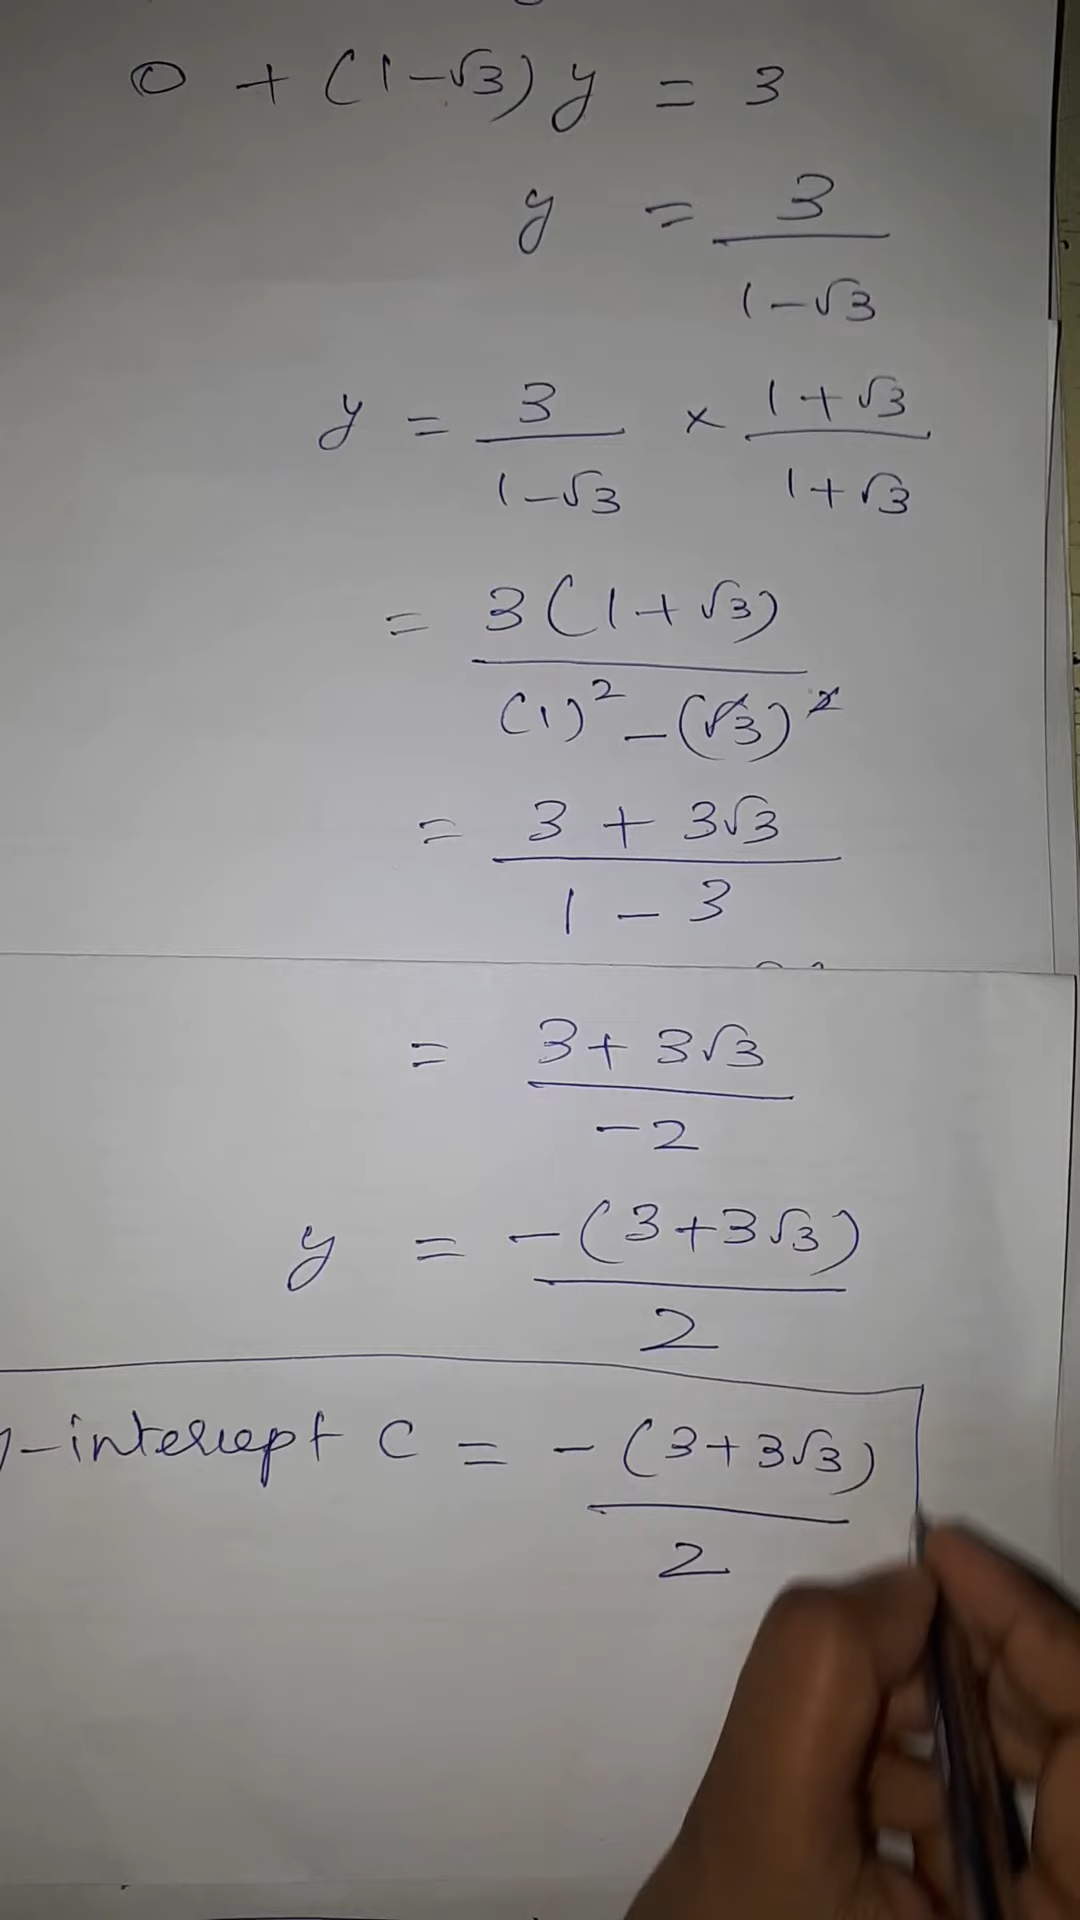 0 + (1-√3) y = 3
y = 3 / 1-√3
y = 3 / 1-√3 × 1+√3 / 1+√3
= 3(1+√3) / (1)² - (√3)²
= 3 + 3√3 / 1 - 3
= 3 + 3√3 / -2
y = -(3+3√3) / 2
-intercept C = -(3+3√3) / 2